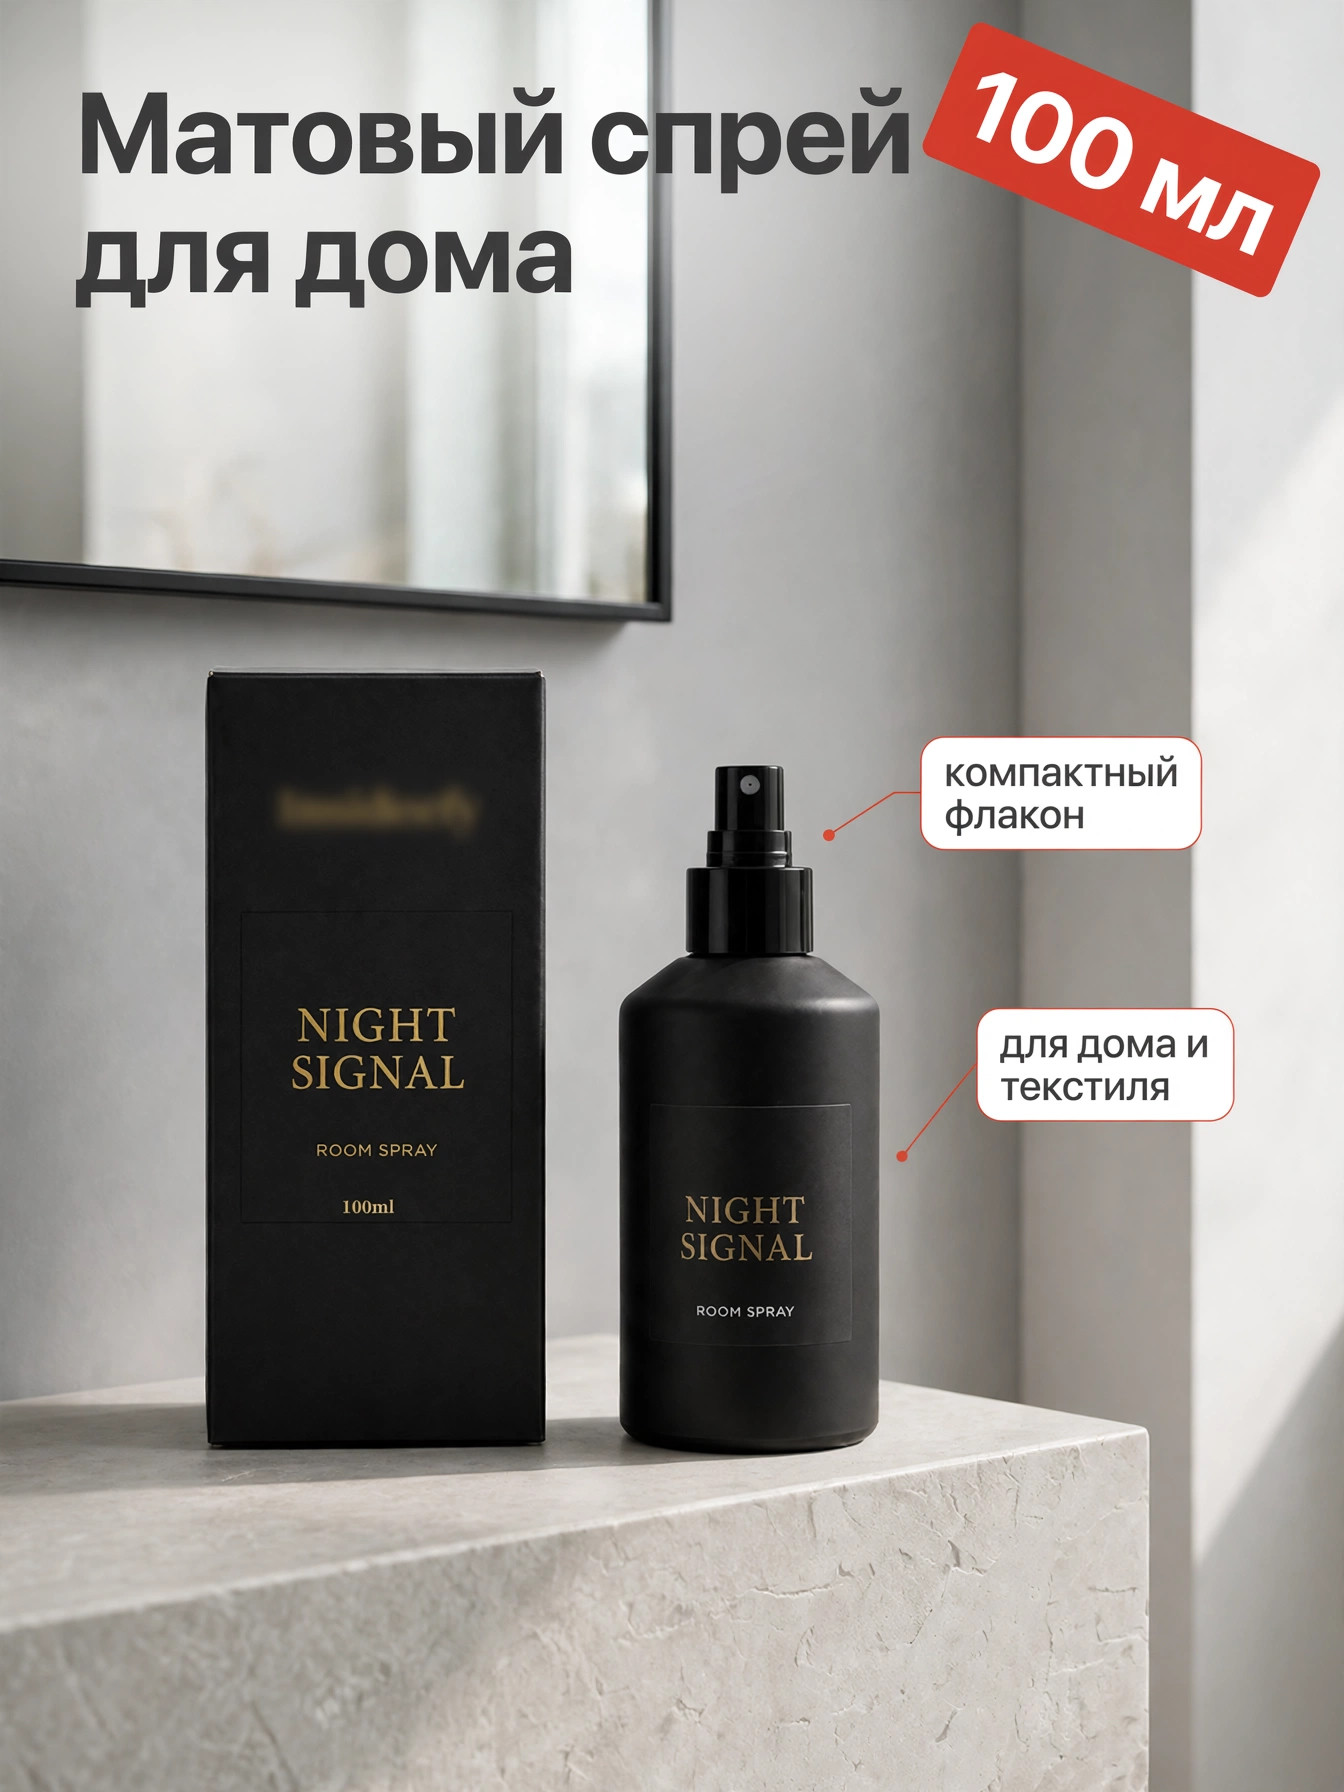 Матовый спрей
для дома
100 мл
компактный
флакон
для дома и
текстиля
NIGHT
SIGNAL
ROOM SPRAY
100ml
NIGHT
SIGNAL
ROOM SPRAY